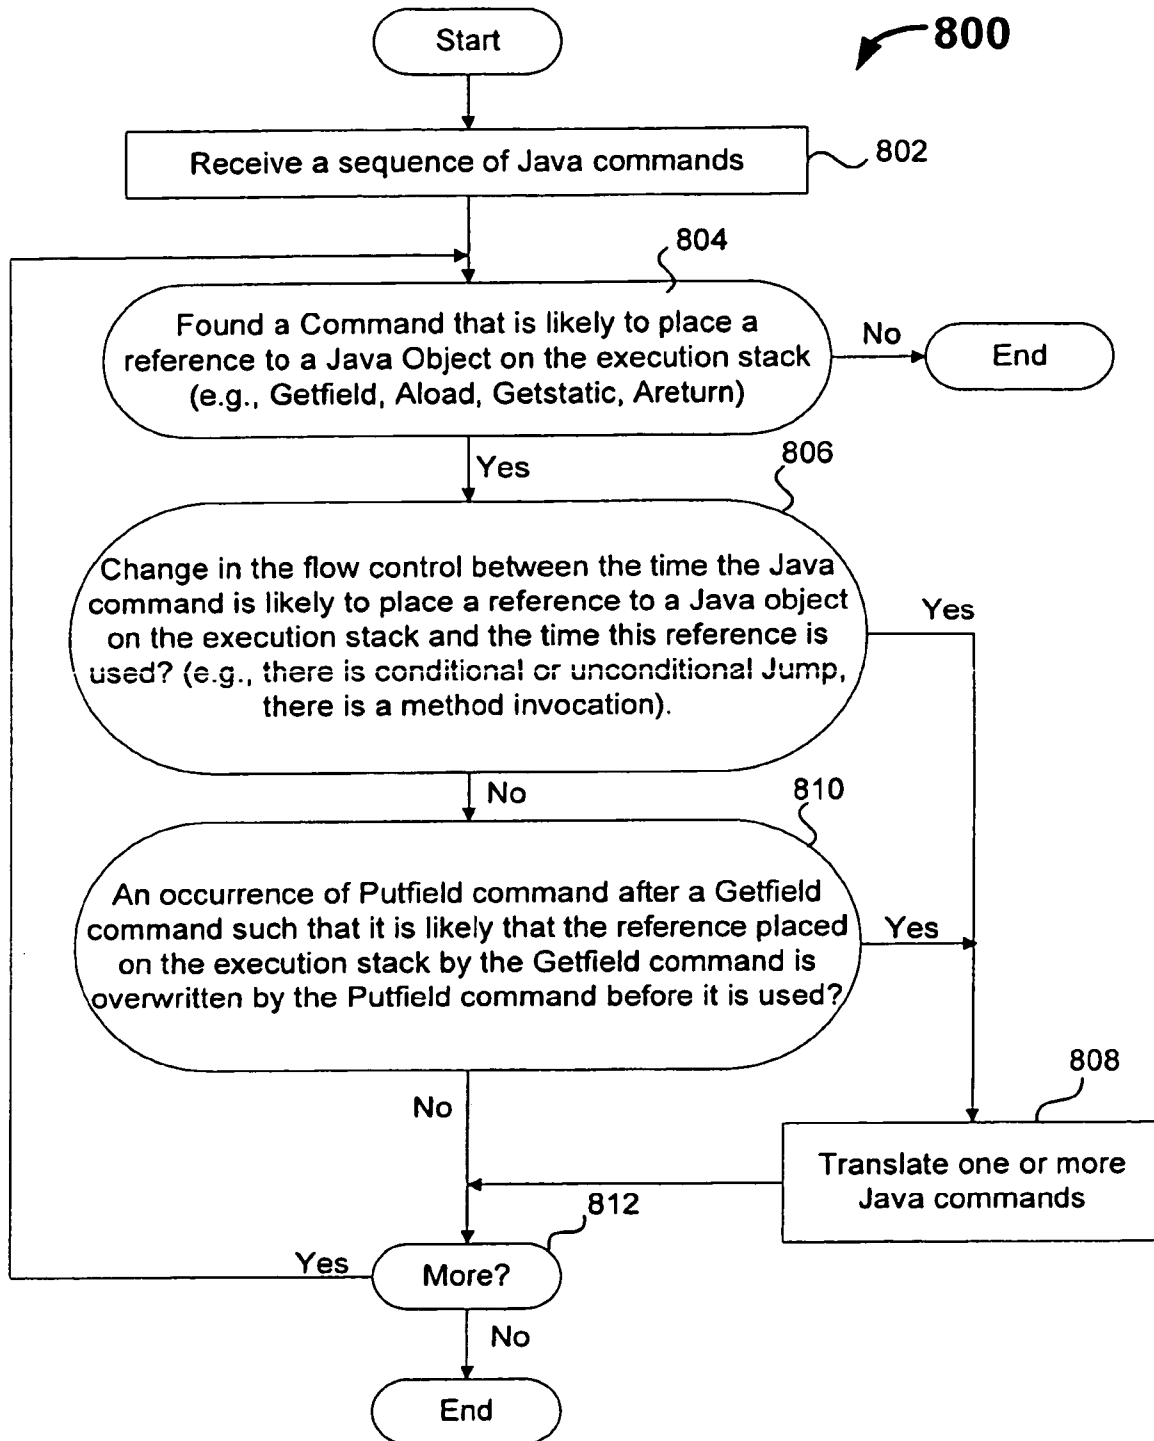 Start
800
Receive a sequence of Java commands
802
804
Found a Command that is likely to place a
reference to a Java Object on the execution stack
(e.g., Getfield, Aload, Getstatic, Areturn)
No
End
Yes
806
Change in the flow control between the time the Java
command is likely to place a reference to a Java object
on the execution stack and the time this reference is
used? (e.g., there is conditional or unconditional Jump,
there is a method invocation).
Yes
No
810
An occurrence of Putfield command after a Getfield
command such that it is likely that the reference placed
on the execution stack by the Getfield command is
overwritten by the Putfield command before it is used?
Yes
No
808
Translate one or more
Java commands
812
More?
Yes
No
End